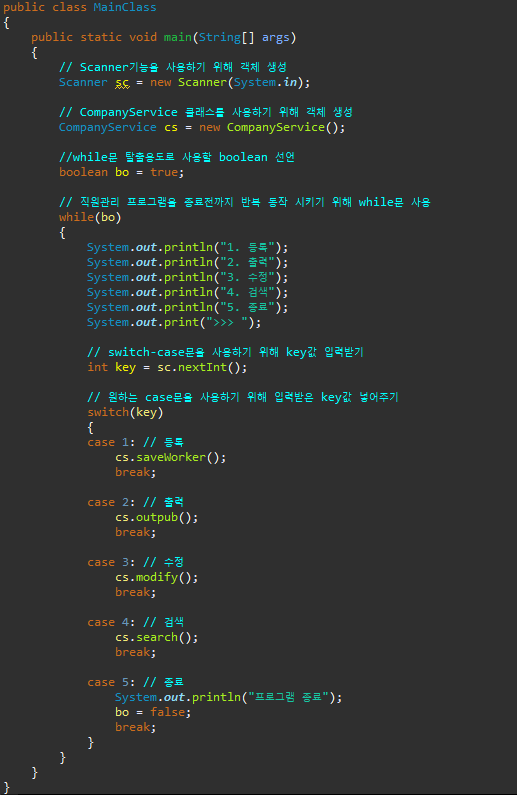 public class MainClass
{
    public static void main(String[] args)
    {
        // Scanner기능을 사용하기 위해 객체 생성
        Scanner sc = new Scanner(System.in);

        // CompanyService 클래스를 사용하기 위해 객체 생성
        CompanyService cs = new CompanyService();

        //while문 탈출용도로 사용할 boolean 선언
        boolean bo = true;

        // 직원관리 프로그램을 종료전까지 반복 동작 시키기 위해 while문 사용
        while(bo)
        {
            System.out.println("1. 등록");
            System.out.println("2. 출력");
            System.out.println("3. 수정");
            System.out.println("4. 검색");
            System.out.println("5. 종료");
            System.out.print(">>> ");

            // switch-case문을 사용하기 위해 key값 입력받기
            int key = sc.nextInt();

            // 원하는 case문을 사용하기 위해 입력받은 key값 넣어주기
            switch(key)
            {
            case 1: // 등록
                cs.saveWorker();
                break;

            case 2: // 출력
                cs.outpub();
                break;

            case 3: // 수정
                cs.modify();
                break;

            case 4: // 검색
                cs.search();
                break;

            case 5: // 종료
                System.out.println("프로그램 종료");
                bo = false;
                break;
            }
        }
    }
}